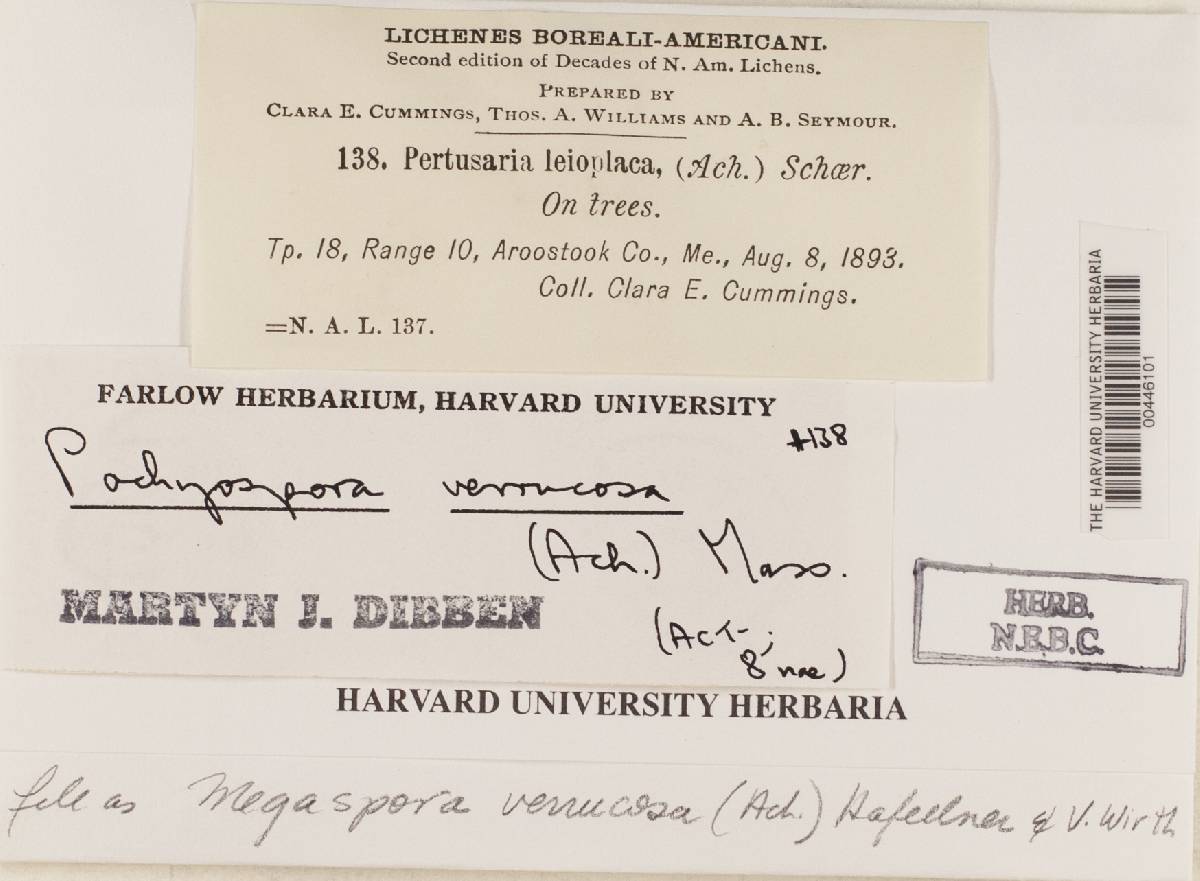 LICHENES BOREALI-AMERICANI.
Second edition of Decades of N. Am. Lichens.
PREPARED BY
CLARA E. CUMMINGS, THOS. A. WILLIAMS AND A. B. SEYMOUR.
138. Pertusaria leioplaca, (Ach.) Schær.
On trees.
Tp. 18, Range 10, Aroostook Co., Me., Aug. 8, 1893.
Coll. Clara E. Cummings.
=N. A. L. 137.
FARLOW HERBARIUM, HARVARD UNIVERSITY
#138
Pachyospora verrucosa
(Ach.) Mass.
MARTYN J. DIBBEN
(ACT-;
8 nae)
THE HARVARD UNIVERSITY HERBARIA
00446101
HERB.
N.E.B.C.
HARVARD UNIVERSITY HERBARIA
file as Megaspora verrucosa (Ach.) Hafellner & V. Wirth